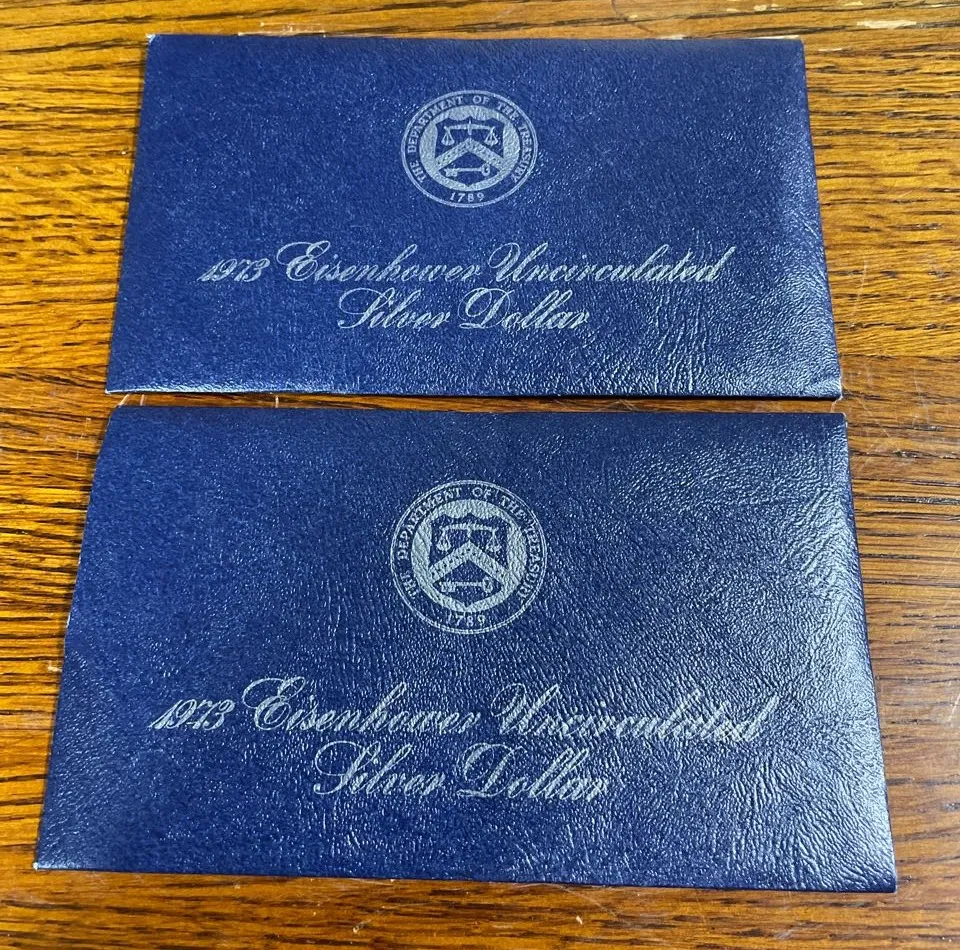 THE DEPARTMENT OF THE TREASURY
1789
1973 Eisenhower Uncirculated
Silver Dollar
THE DEPARTMENT OF THE TREASURY
1789
1973 Eisenhower Uncirculated
Silver Dollar